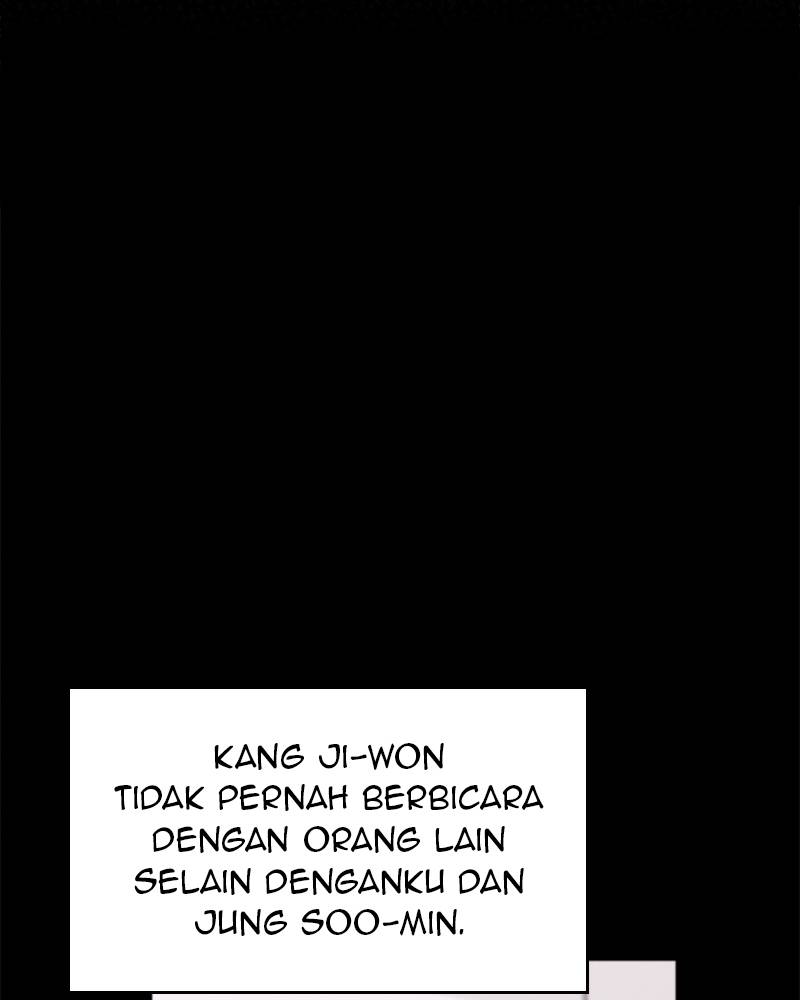 KANG JI-WON
TIDAK PERNAH BERBICARA
DENGAN ORANG LAIN
SELAIN DENGANKU DAN
JUNG SOO-MIN.